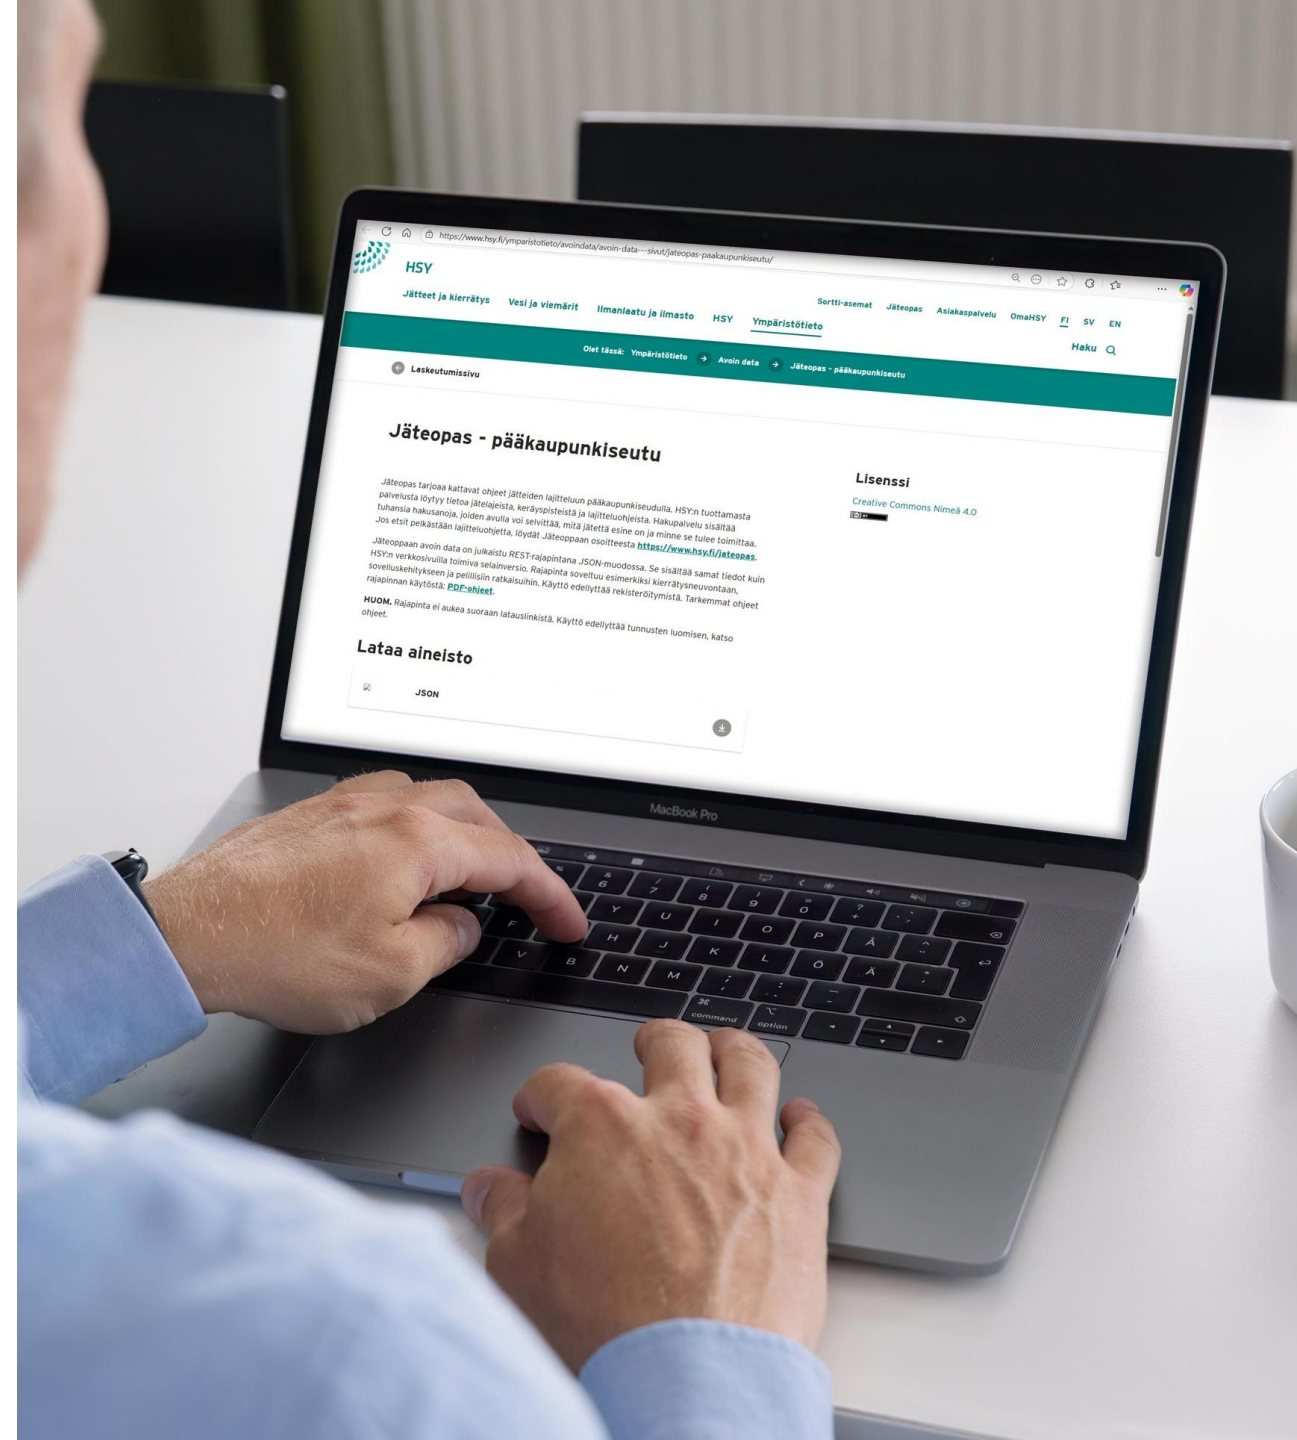 https://www.hsy.fi/ymparistotieto/avoindata/avoin-data---sivut/jateopas-paakaupunkiseutu/
HSY
Sortti-asemat Jäteopas Asiakaspalvelu OmaHSY FI SV EN
Jätteet ja kierrätys Vesi ja viemärit Ilmanlaatu ja ilmasto HSY Ympäristötieto
Haku
Olet tässä: Ympäristötieto Avoin data Jäteopas - pääkaupunkiseutu
Laskeutumissivu
Jäteopas - pääkaupunkiseutu
Jäteopas tarjoaa kattavat ohjeet jätteiden lajitteluun pääkaupunkiseudulla. HSY:n tuottamasta
palvelusta löytyy tietoa jätelajeista, keräyspisteistä ja lajitteluohjeista. Hakupalvelu sisältää
tuhansia hakusanoja, joiden avulla voi selvittää, mitä jätettä esine on ja minne se tulee toimittaa.
Jos etsit pelkästään lajitteluohjetta, löydät Jäteoppaan osoitteesta https://www.hsy.fi/jateopas.
Jäteoppaan avoin data on julkaistu REST-rajapintana JSON-muodossa. Se sisältää samat tiedot kuin
HSY:n verkkosivuilla toimiva selainversio. Rajapinta soveltuu esimerkiksi kierrätysneuvontaan,
sovelluskehitykseen ja pelillisiin ratkaisuihin. Käyttö edellyttää rekisteröitymistä. Tarkemmat ohjeet
rajapinnan käytöstä: PDF-ohjeet.
HUOM. Rajapinta ei aukea suoraan latauslinkistä. Käyttö edellyttää tunnusten luomisen, katso
ohjeet.
Lataa aineisto
JSON
Lisenssi
Creative Commons Nimeä 4.0
MacBook Pro
6 7 8 9 0 ? +
Y U I O P Å
F H J K L Ö Ä
V B N M
command option